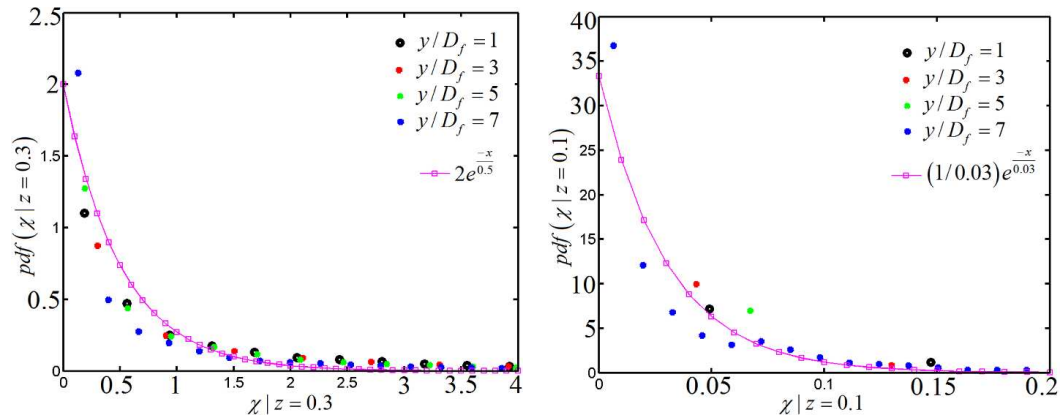 2.5
2
1.5
1
0.5
0
pdf (χ | z = 0.3)
0 0.5 1 1.5 2 2.5 3 3.5 4
χ | z = 0.3
y / D_f = 1
y / D_f = 3
y / D_f = 5
y / D_f = 7
2e^{-x/0.5}
40
35
30
25
20
15
10
5
0
pdf (χ | z = 0.1)
0 0.05 0.1 0.15 0.2
χ | z = 0.1
y / D_f = 1
y / D_f = 3
y / D_f = 5
y / D_f = 7
(1/0.03)e^{-x/0.03}